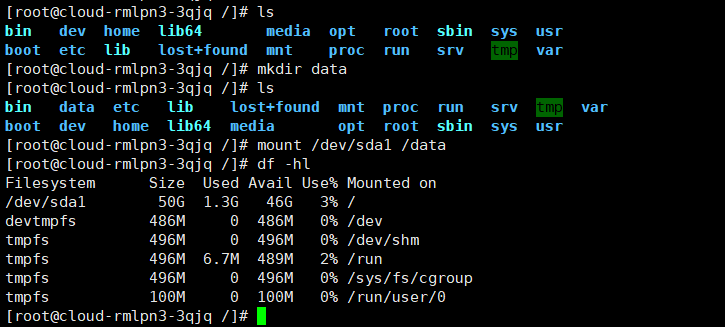 [root@cloud-rmlpn3-3qjq /]# ls
bin dev home lib64 media opt root sbin sys usr
boot etc lib lost+found mnt proc run srv tmp var
[root@cloud-rmlpn3-3qjq /]# mkdir data
[root@cloud-rmlpn3-3qjq /]# ls
bin data etc lib lost+found mnt proc run srv tmp var
boot dev home lib64 media opt root sbin sys usr
[root@cloud-rmlpn3-3qjq /]# mount /dev/sda1 /data
[root@cloud-rmlpn3-3qjq /]# df -hl
Filesystem Size Used Avail Use% Mounted on
/dev/sda1 50G 1.3G 46G 3% /
devtmpfs 486M 0 486M 0% /dev
tmpfs 496M 0 496M 0% /dev/shm
tmpfs 496M 6.7M 489M 2% /run
tmpfs 496M 0 496M 0% /sys/fs/cgroup
tmpfs 100M 0 100M 0% /run/user/0
[root@cloud-rmlpn3-3qjq /]#